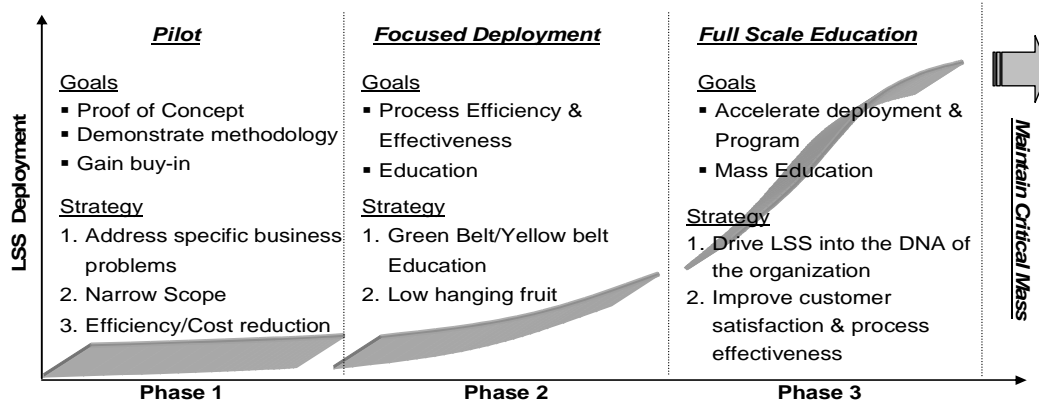 LSS Deployment
Pilot
Goals
▪ Proof of Concept
▪ Demonstrate methodology
▪ Gain buy-in
Strategy
1. Address specific business
problems
2. Narrow Scope
3. Efficiency/Cost reduction
Phase 1
Focused Deployment
Goals
▪ Process Efficiency &
Effectiveness
▪ Education
Strategy
1. Green Belt/Yellow belt
Education
2. Low hanging fruit
Phase 2
Full Scale Education
Goals
▪ Accelerate deployment &
Program
▪ Mass Education
Strategy
1. Drive LSS into the DNA of
the organization
2. Improve customer
satisfaction & process
effectiveness
Phase 3
Maintain Critical Mass